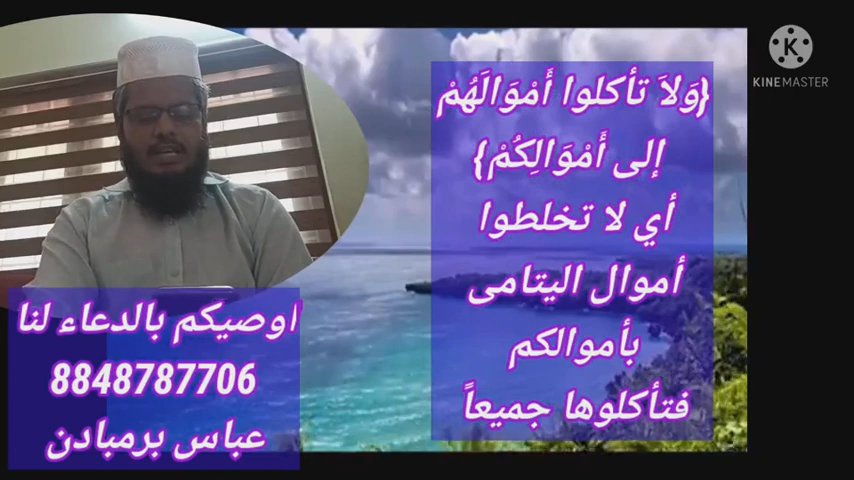 {وَلاَ تأكلوا أَمْوَالَهُمْ
إلى أَمْوَالِكُمْ}
أي لا تخلطوا
أموال اليتامى
بأموالكم
فتأكلوها جميعاً
اوصيكم بالدعاء لنا
8848787706
عباس برمبادن
KINEMASTER